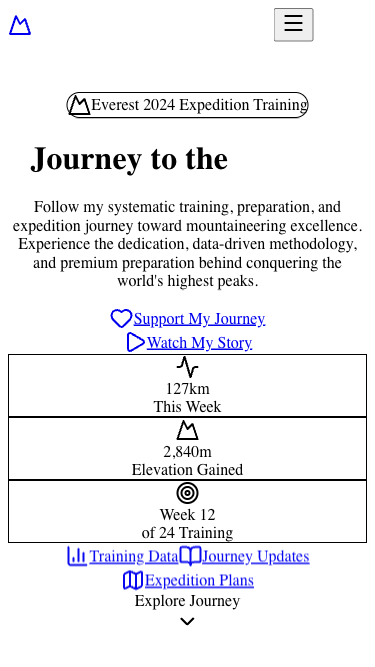 Everest 2024 Expedition Training
Journey to the
Follow my systematic training, preparation, and
expedition journey toward mountaineering excellence.
Experience the dedication, data-driven methodology,
and premium preparation behind conquering the
world's highest peaks.
Support My Journey
Watch My Story
127km
This Week
2,840m
Elevation Gained
Week 12
of 24 Training
Training Data Journey Updates
Expedition Plans
Explore Journey